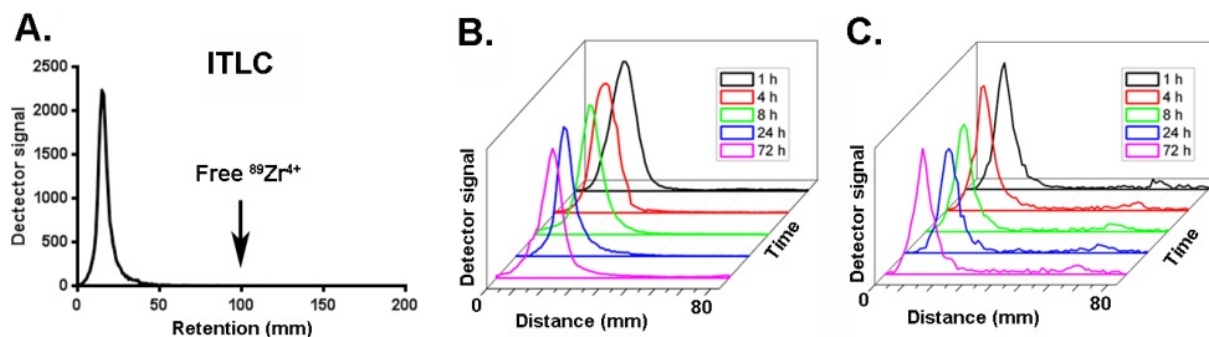 A.
ITLC
Dectector signal
2500
2000
1500
1000
500
0
Free ⁸⁹Zr⁴⁺
0 50 100 150 200
Retention (mm)
B.
1 h
4 h
8 h
24 h
72 h
Detector signal
Time
0 80
Distance (mm)
C.
1 h
4 h
8 h
24 h
72 h
Detector signal
Time
0 80
Distance (mm)